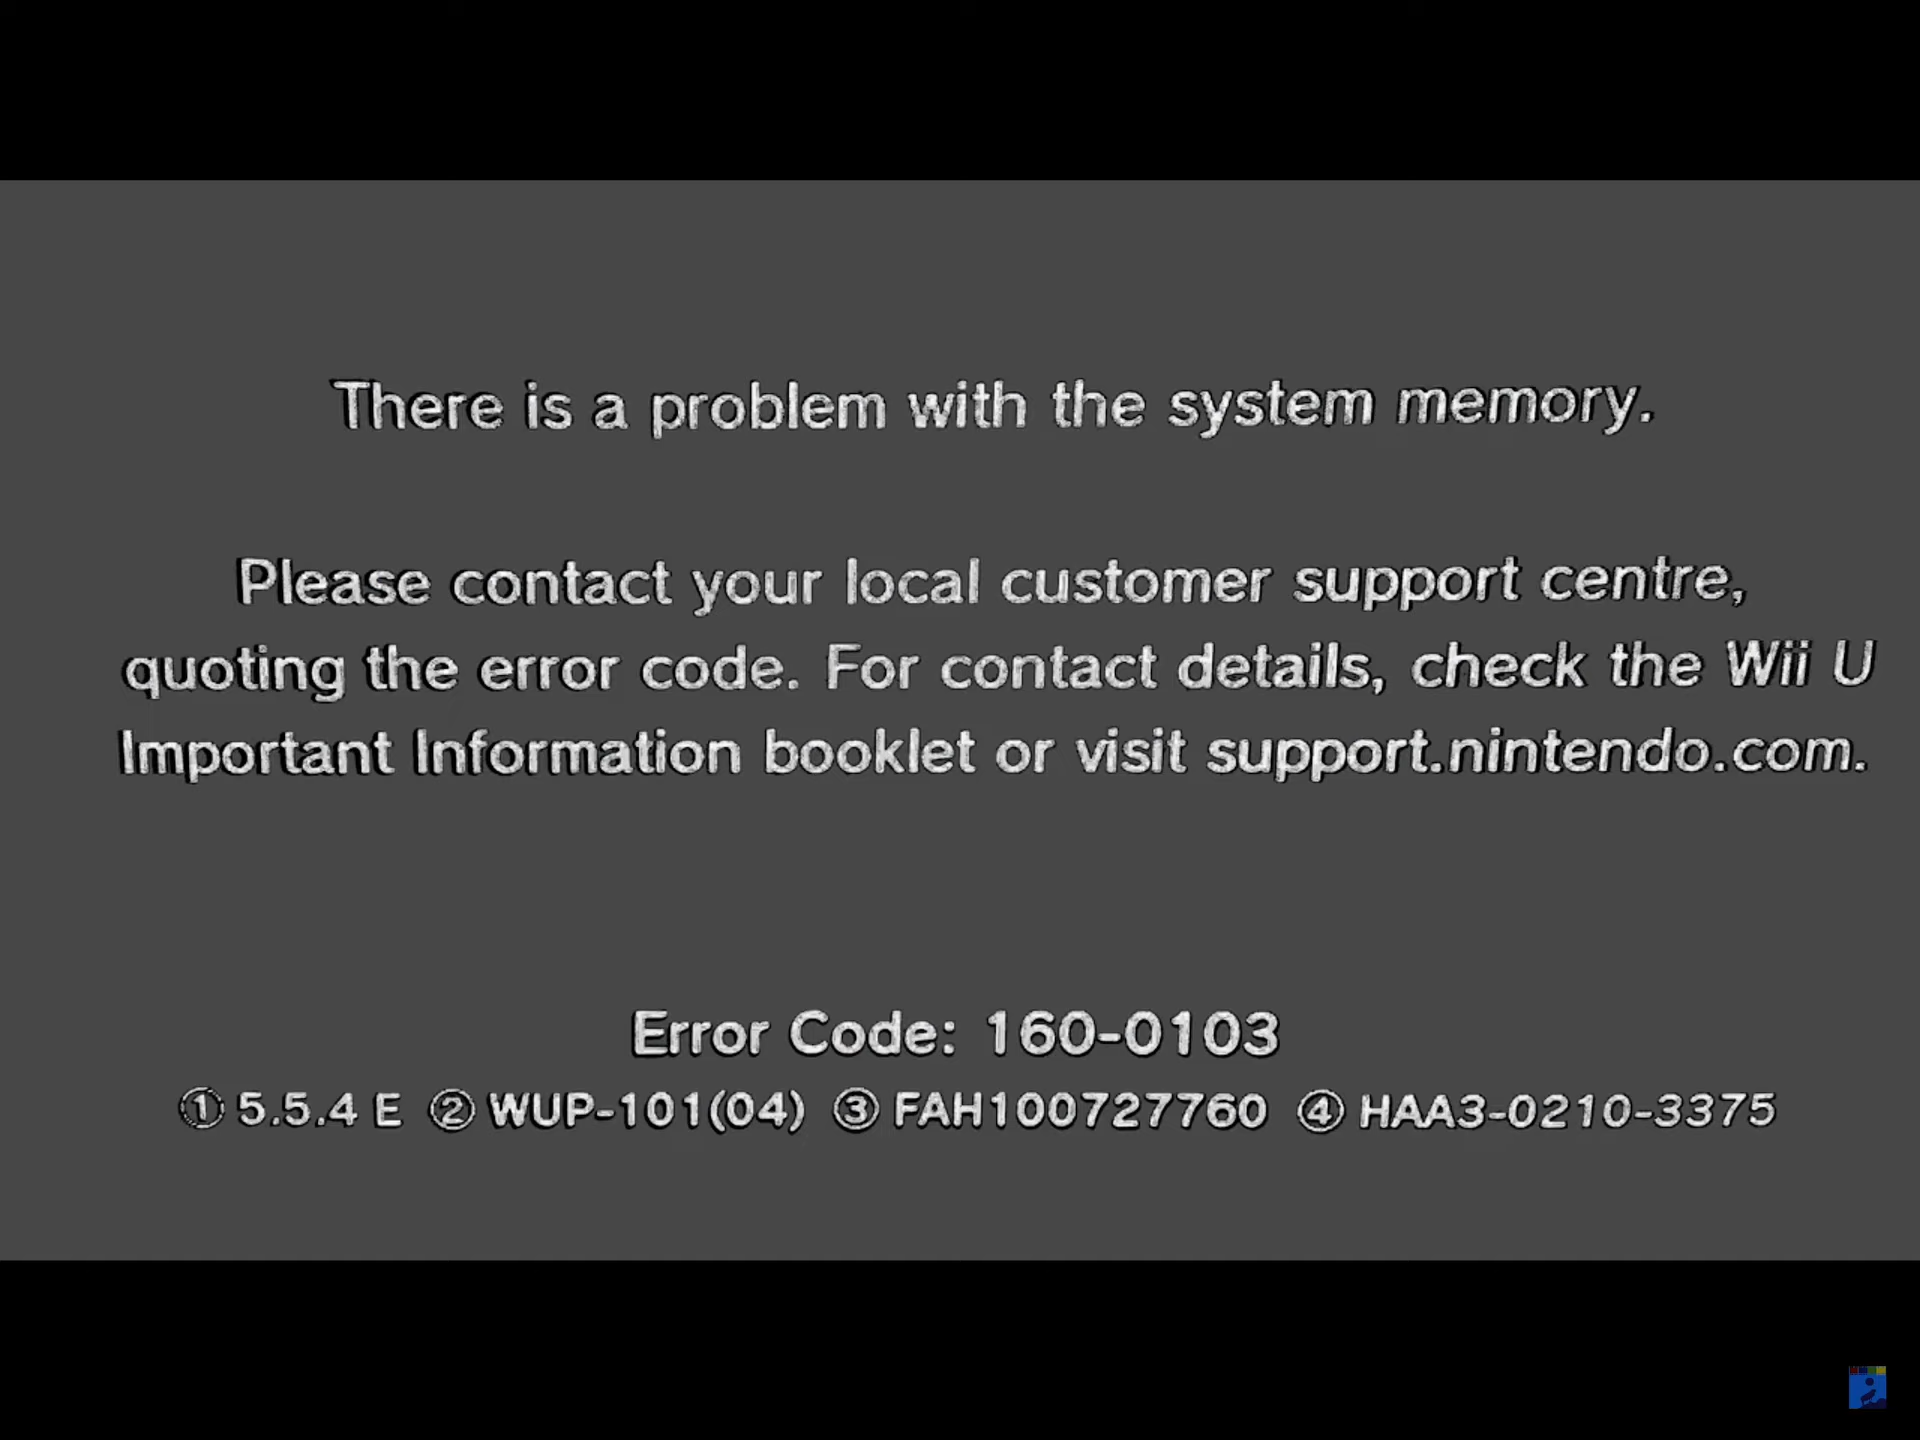 There is a problem with the system memory.
Please contact your local customer support centre,
quoting the error code. For contact details, check the Wii U
Important Information booklet or visit support.nintendo.com.
Error Code: 160-0103
① 5.5.4 E ② WUP-101(04) ③ FAH100727760 ④ HAA3-0210-3375